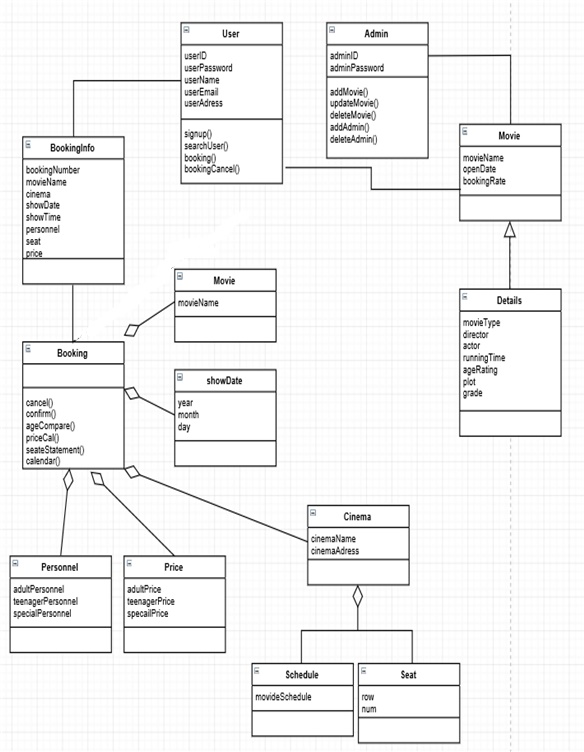 User
userID
userPassword
userName
userEmail
userAdress
signup()
searchUser()
booking()
bookingCancel()
Admin
adminID
adminPassword
addMovie()
updateMovie()
deleteMovie()
addAdmin()
deleteAdmin()
Movie
movieName
openDate
bookingRate
BookingInfo
bookingNumber
movieName
cinema
showDate
showTime
personnel
seat
price
Movie
movieName
Details
movieType
director
actor
runningTime
ageRating
plot
grade
Booking
cancel()
confirm()
ageCompare()
priceCal()
seateStatement()
calendar()
showDate
year
month
day
Cinema
cinemaName
cinemaAdress
Personnel
adultPersonnel
teenagerPersonnel
specialPersonnel
Price
adultPrice
teenagerPrice
specailPrice
Schedule
movideSchedule
Seat
row
num